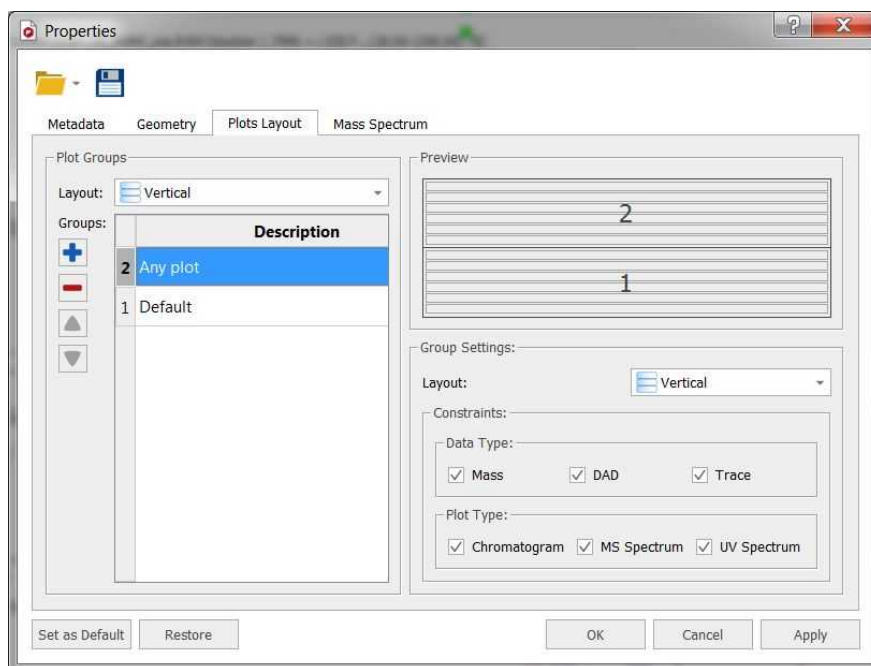 Properties
Metadata Geometry Plots Layout Mass Spectrum
Plot Groups
Layout: Vertical
Groups:
Description
2 Any plot
1 Default
Preview
2
1
Group Settings:
Layout: Vertical
Constraints:
Data Type:
Mass DAD Trace
Plot Type:
Chromatogram MS Spectrum UV Spectrum
Set as Default Restore OK Cancel Apply